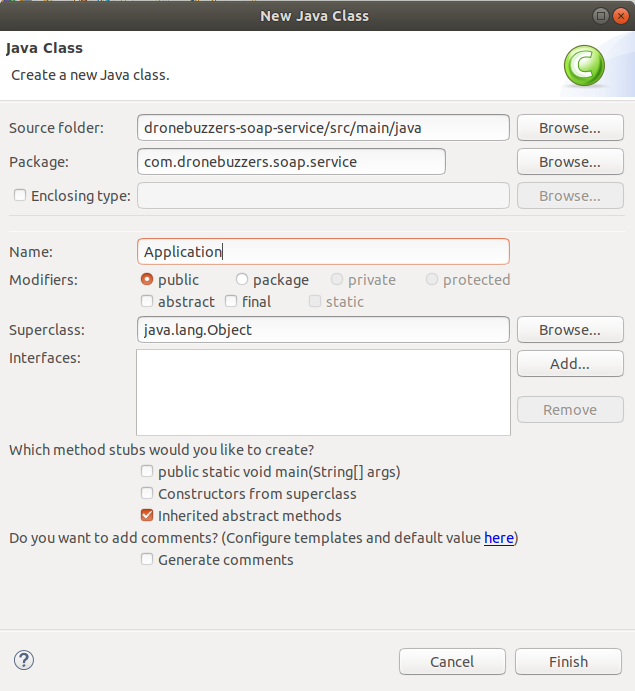 New Java Class
Java Class
Create a new Java class.
C
Source folder: dronebuzzers-soap-service/src/main/java Browse...
Package: com.dronebuzzers.soap.service Browse...
Enclosing type: Browse...
Name: Application
Modifiers: public package private protected
abstract final static
Superclass: java.lang.Object Browse...
Interfaces: Add...
Remove
Which method stubs would you like to create?
public static void main(String[] args)
Constructors from superclass
Inherited abstract methods
Do you want to add comments? (Configure templates and default value here)
Generate comments
? Cancel Finish